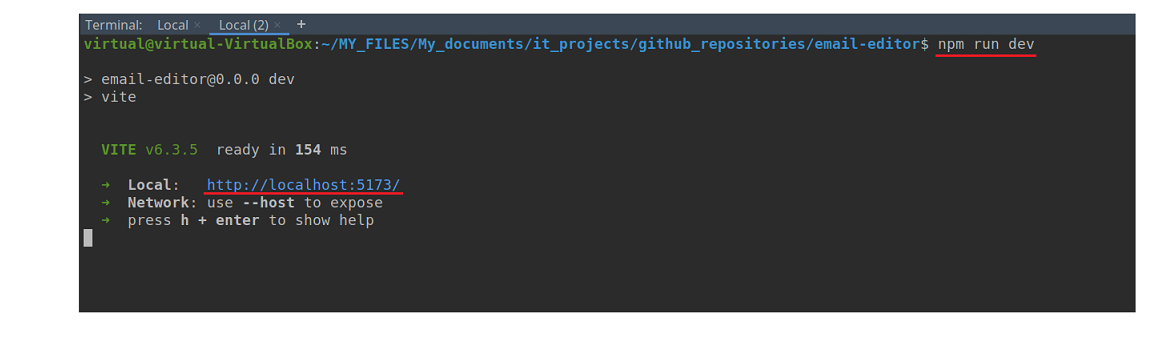 Terminal: Local × Local (2) × +
virtual@virtual-VirtualBox:~/MY_FILES/My_documents/it_projects/github_repositories/email-editor$ npm run dev
> email-editor@0.0.0 dev
> vite
VITE v6.3.5 ready in 154 ms
➜ Local: http://localhost:5173/
➜ Network: use --host to expose
➜ press h + enter to show help